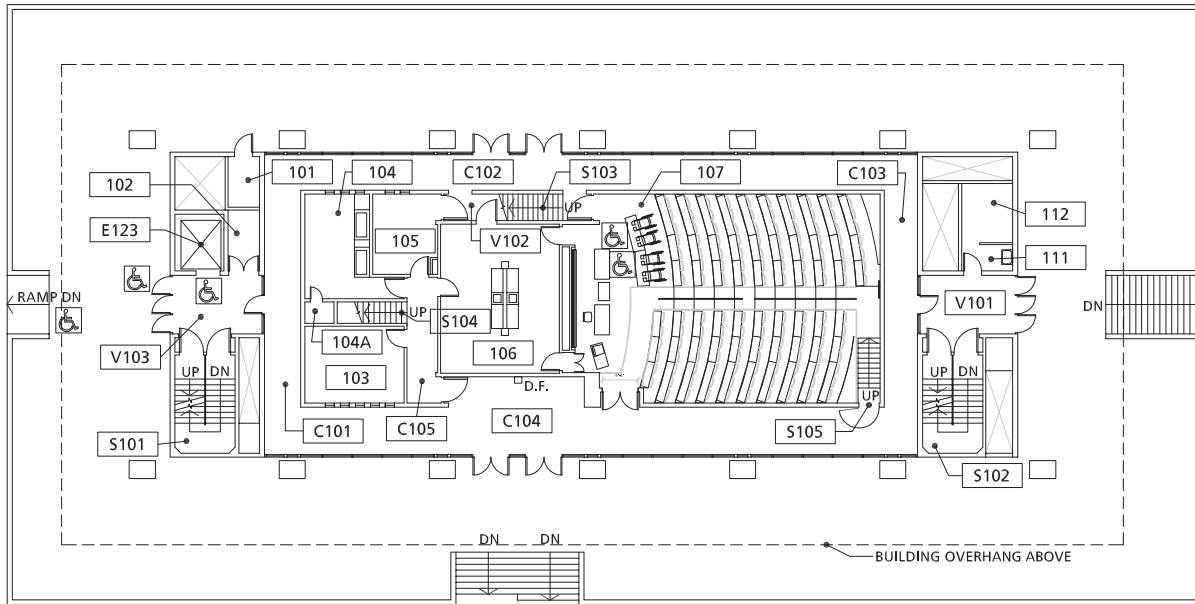 101
104
C102
S103
107
C103
102
112
E123
UP
105
V102
111
RAMP DN
UP
S104
V101
DN
V103
104A
106
UP
DN
103
D.F.
UP
UP
DN
S101
C101
C105
C104
S105
S102
DN
DN
BUILDING OVERHANG ABOVE